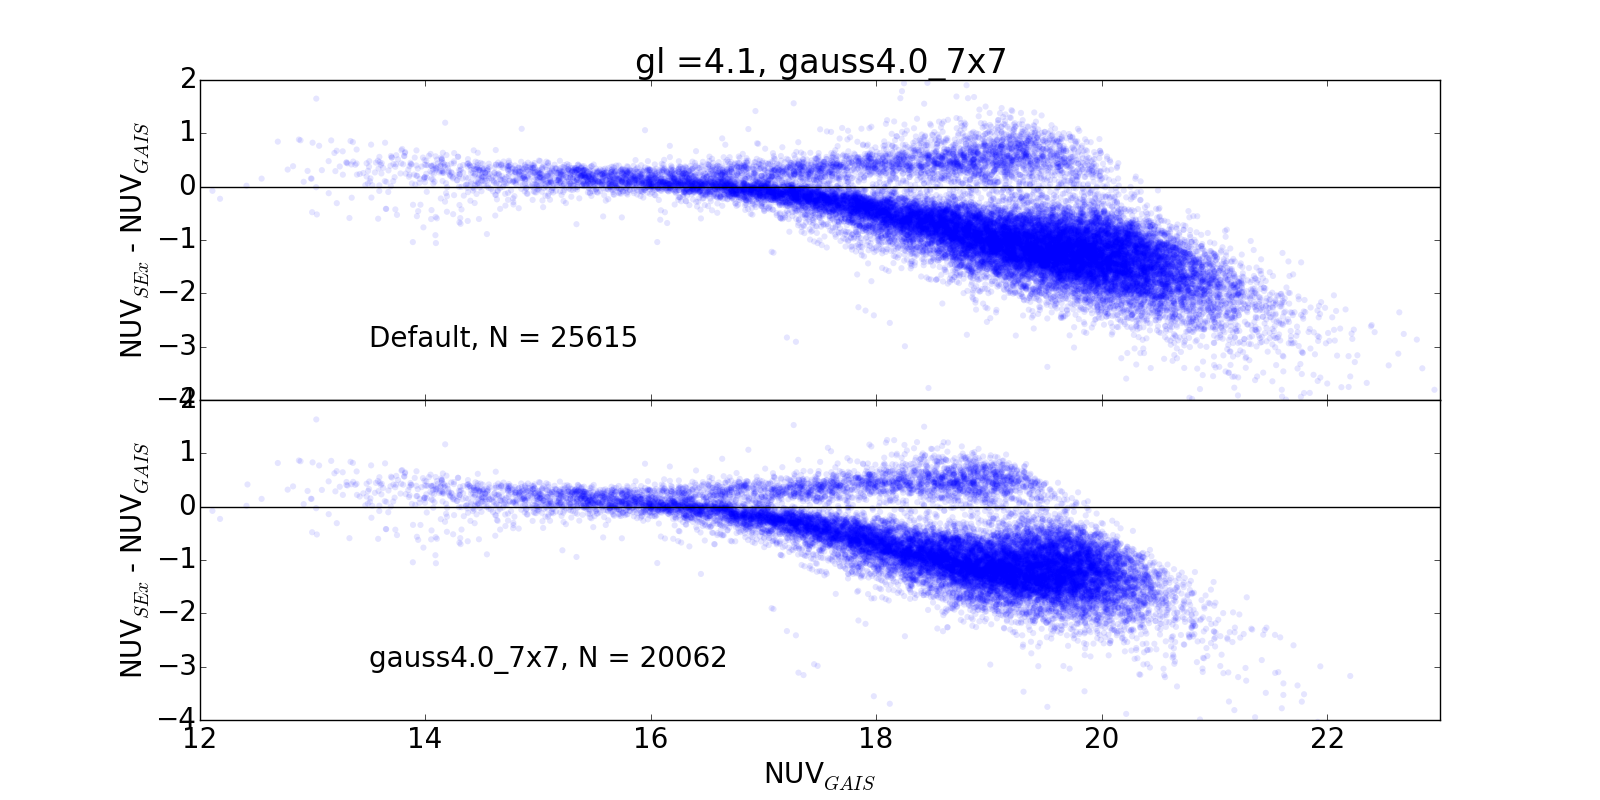 gl =4.1, gauss4.0_7x7
2
1
0
−1
−2
−3
−4
NUV_SEx - NUV_GAIS
Default, N = 25615
2
1
0
−1
−2
−3
−4
NUV_SEx - NUV_GAIS
gauss4.0_7x7, N = 20062
12 14 16 18 20 22
NUV_GAIS